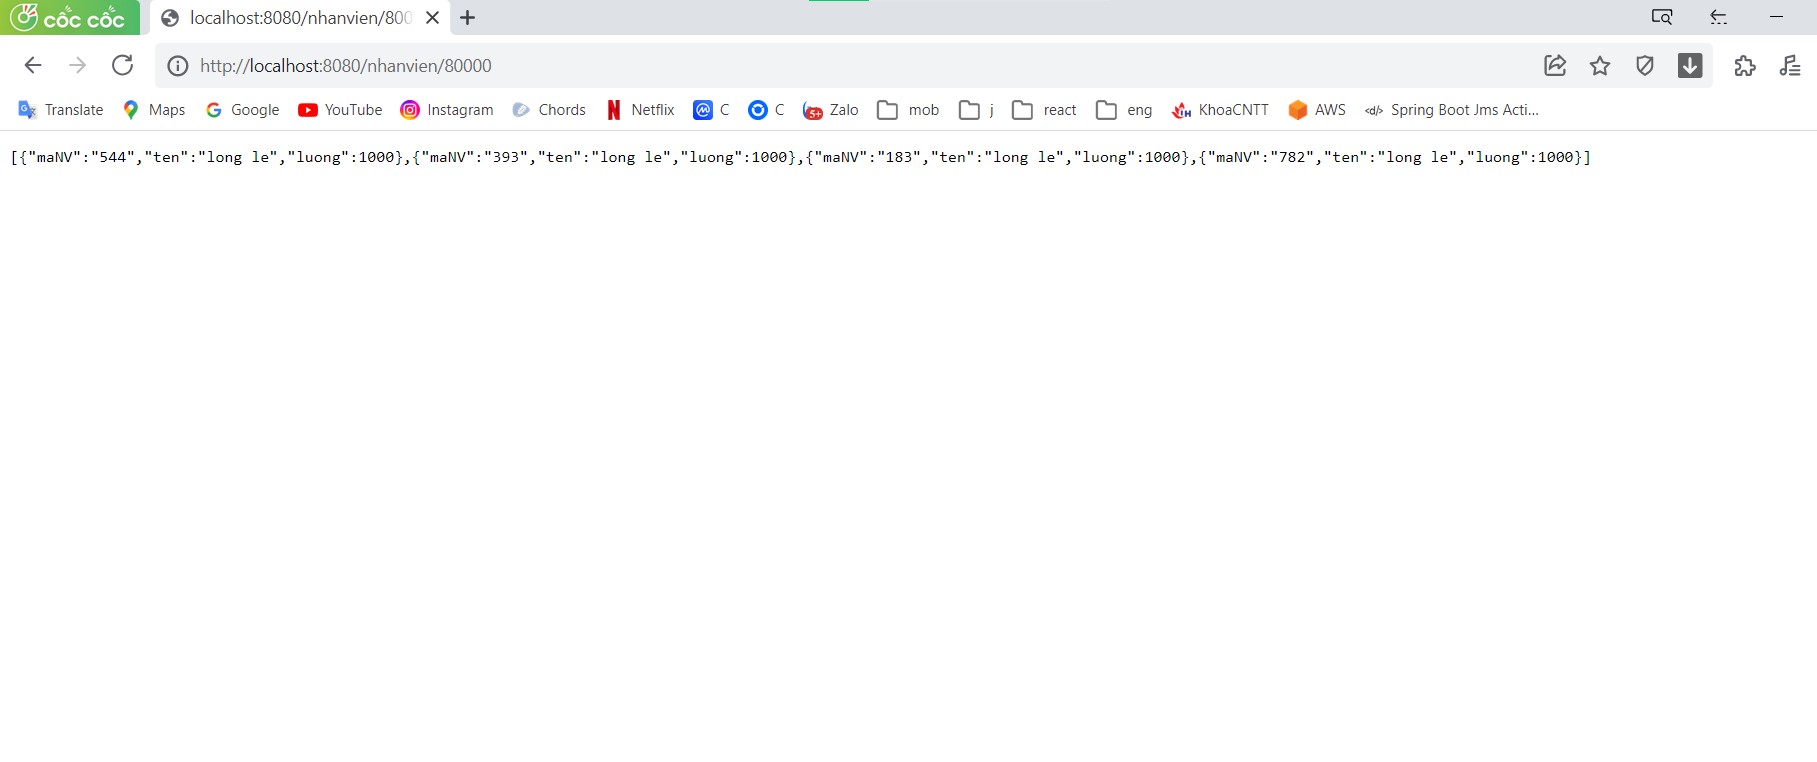 cốc cốc localhost:8080/nhanvien/800
http://localhost:8080/nhanvien/80000
Translate Maps Google YouTube Instagram Chords Netflix C C 5+ Zalo mob j react eng KhoaCNTT AWS Spring Boot Jms Acti...
[{"maNV":"544","ten":"long le","luong":1000},{"maNV":"393","ten":"long le","luong":1000},{"maNV":"183","ten":"long le","luong":1000},{"maNV":"782","ten":"long le","luong":1000}]